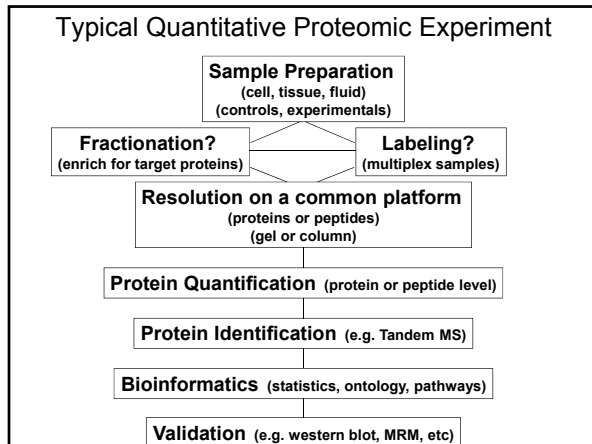 Typical Quantitative Proteomic Experiment
Sample Preparation
(cell, tissue, fluid)
(controls, experimentals)
Fractionation?
(enrich for target proteins)
Labeling?
(multiplex samples)
Resolution on a common platform
(proteins or peptides)
(gel or column)
Protein Quantification (protein or peptide level)
Protein Identification (e.g. Tandem MS)
Bioinformatics (statistics, ontology, pathways)
Validation (e.g. western blot, MRM, etc)